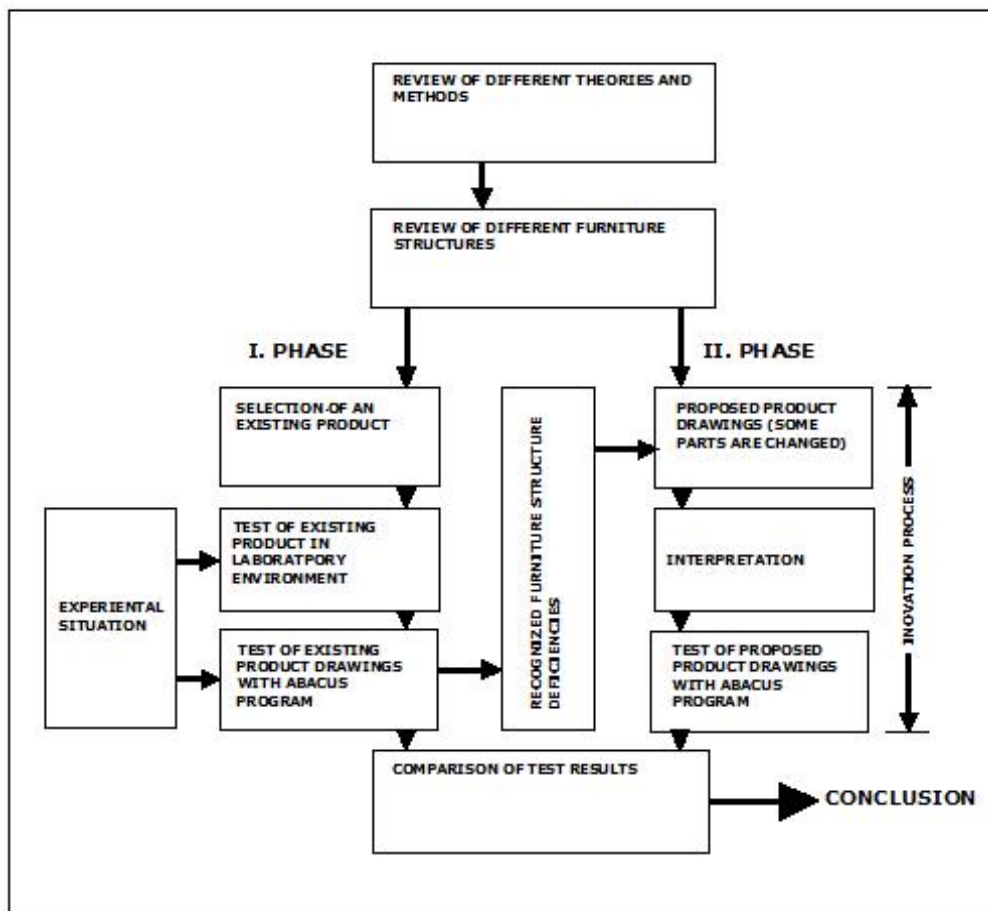 REVIEW OF DIFFERENT THEORIES AND
METHODS
REVIEW OF DIFFERENT FURNITURE
STRUCTURES
I. PHASE
II. PHASE
SELECTION OF AN
EXISTING PRODUCT
PROPOSED PRODUCT
DRAWINGS (SOME
PARTS ARE CHANGED)
TEST OF EXISTING
PRODUCT IN
LABORATPORY
ENVIRONMENT
INTERPRETATION
EXPERIENTAL
SITUATION
TEST OF EXISTING
PRODUCT DRAWINGS
WITH ABACUS
PROGRAM
RECOGNIZED FURNITURE STRUCTURE
DEFICIENCIES
TEST OF PROPOSED
PRODUCT DRAWINGS
WITH ABACUS
PROGRAM
INOVATION PROCESS
COMPARISON OF TEST RESULTS
CONCLUSION